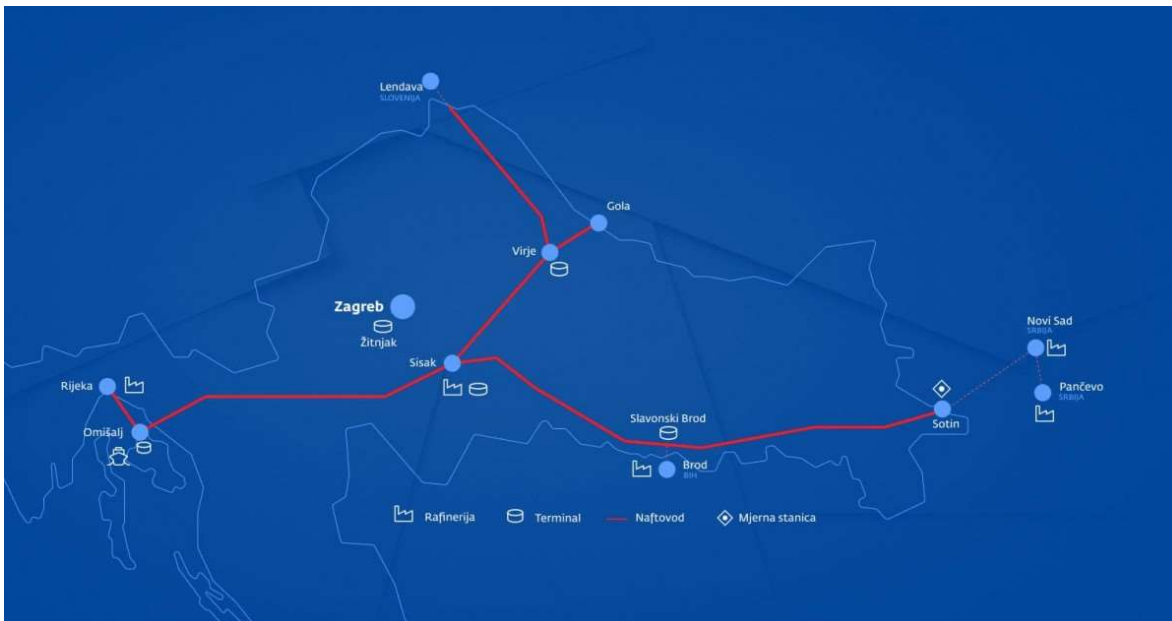 Lendava
SLOVENIJA
Gola
Virje
Zagreb
Žitnjak
Sisak
Rijeka
Omišalj
Novi Sad
SRBIJA
Pančevo
SRBIJA
Slavonski Brod
Sotin
Brod
BIH
Rafinerija
Terminal
Naftovod
Mjerna stanica